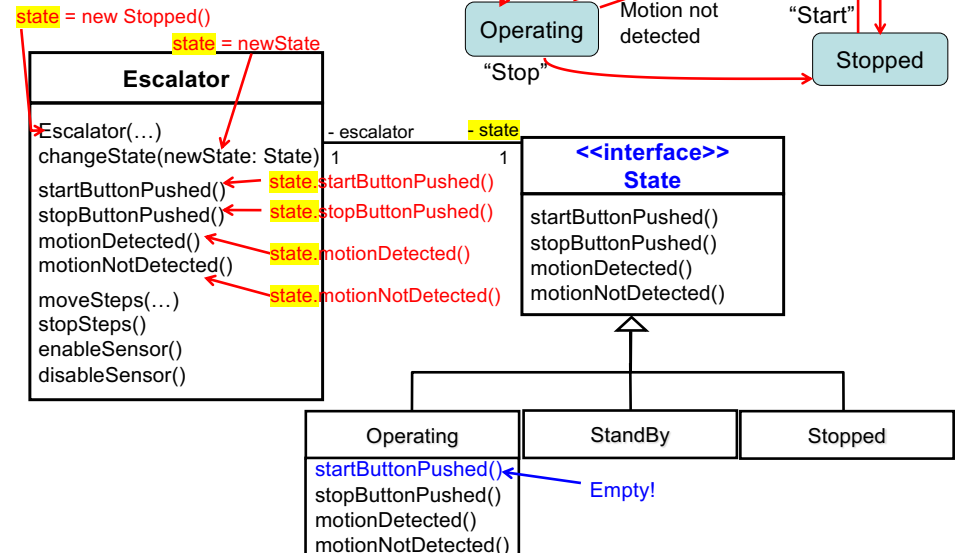 state = new Stopped()
state = newState
Operating
Motion not
detected
“Start”
Stopped
“Stop”
Escalator
Escalator(…)
changeState(newState: State)
startButtonPushed()
stopButtonPushed()
motionDetected()
motionNotDetected()
moveSteps(…)
stopSteps()
enableSensor()
disableSensor()
- escalator
- state
1
1
state.startButtonPushed()
state.stopButtonPushed()
state.motionDetected()
state.motionNotDetected()
<<interface>>
State
startButtonPushed()
stopButtonPushed()
motionDetected()
motionNotDetected()
Operating
StandBy
Stopped
startButtonPushed()
stopButtonPushed()
motionDetected()
motionNotDetected()
Empty!